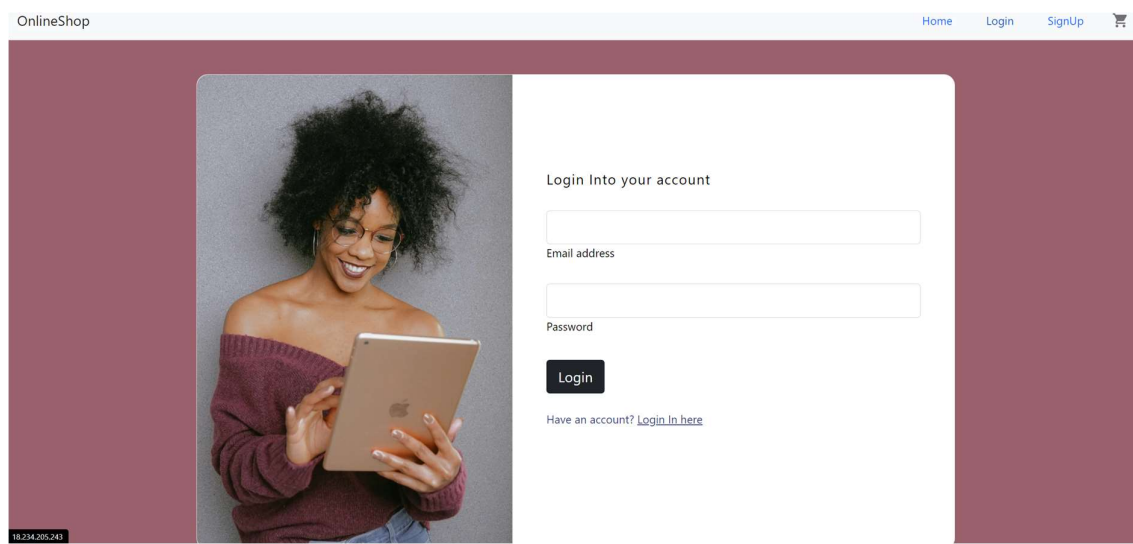 OnlineShop
Home Login SignUp
Login Into your account
Email address
Password
Login
Have an account? Login In here
18.234.205.243